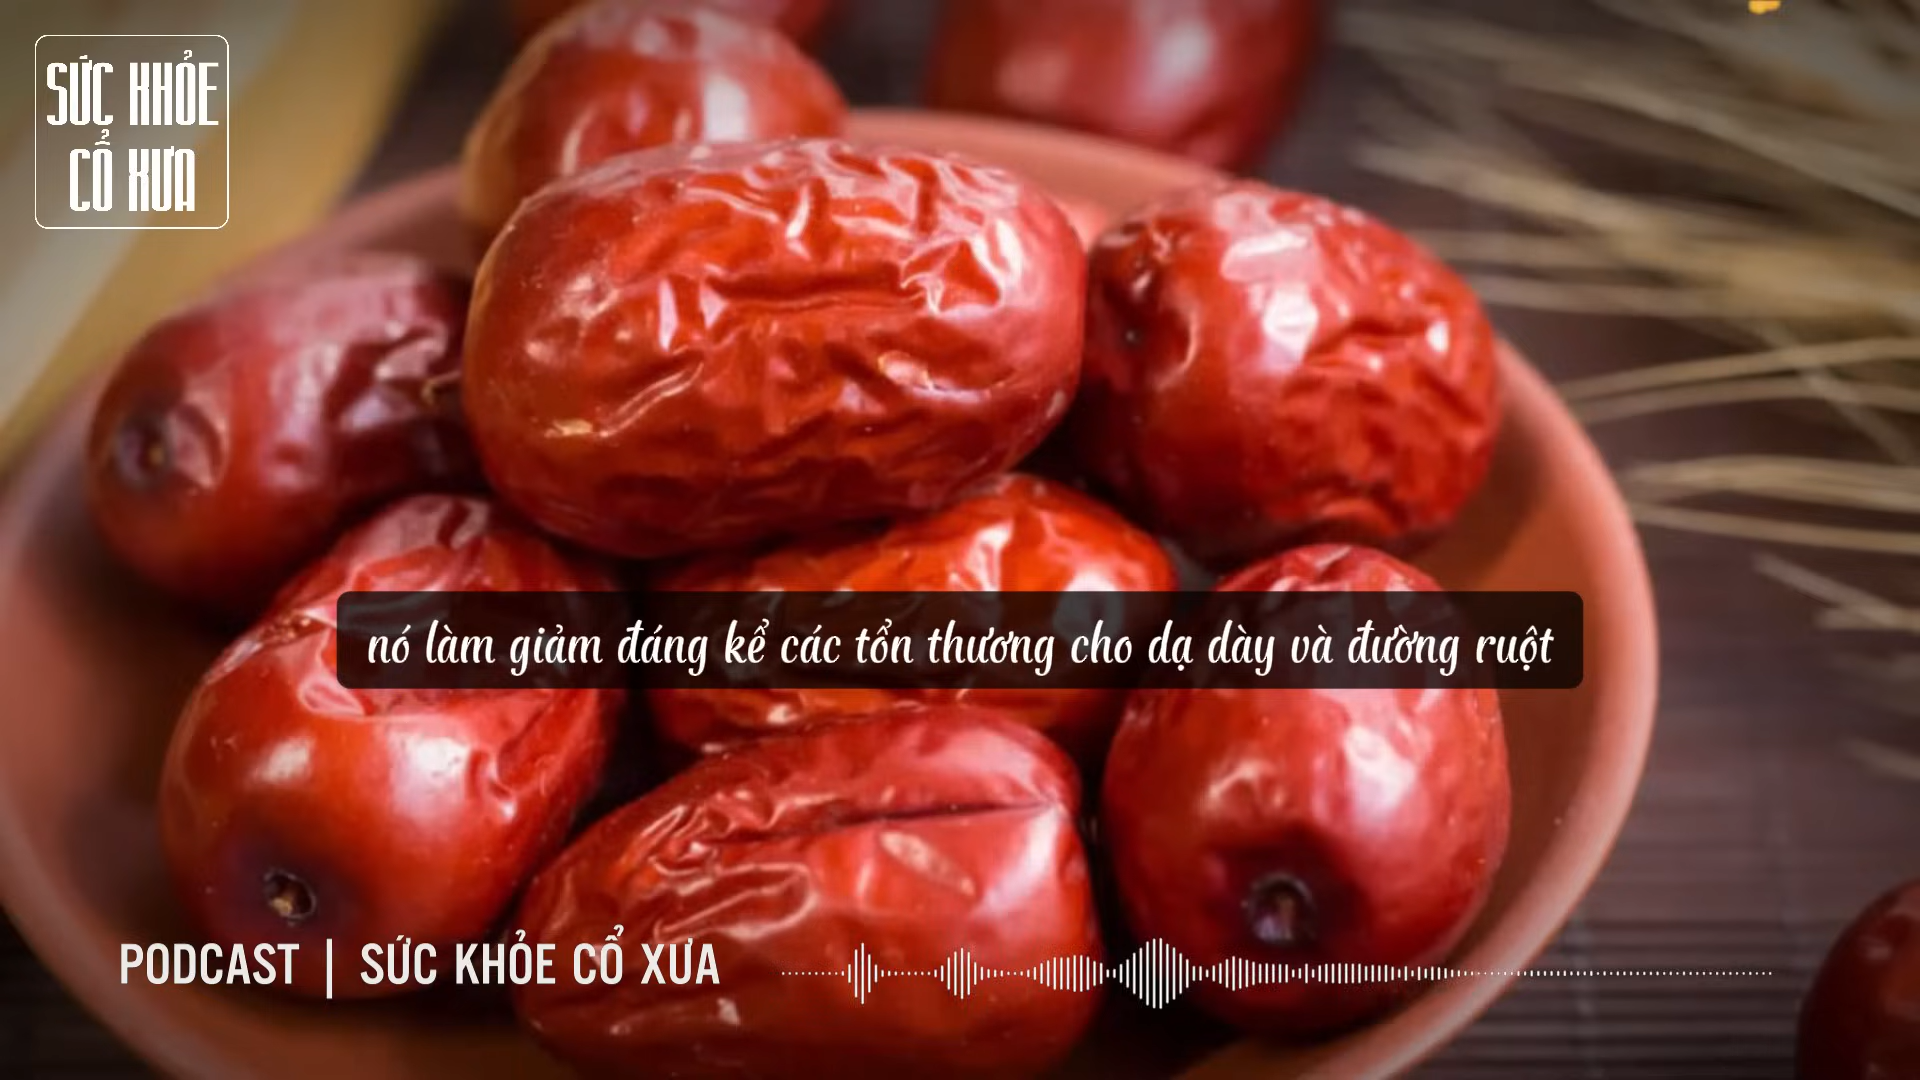 SỨC KHỎE
CỔ XƯA
nó làm giảm đáng kể các tổn thương cho dạ dày và đường ruột
PODCAST | SỨC KHỎE CỔ XƯA